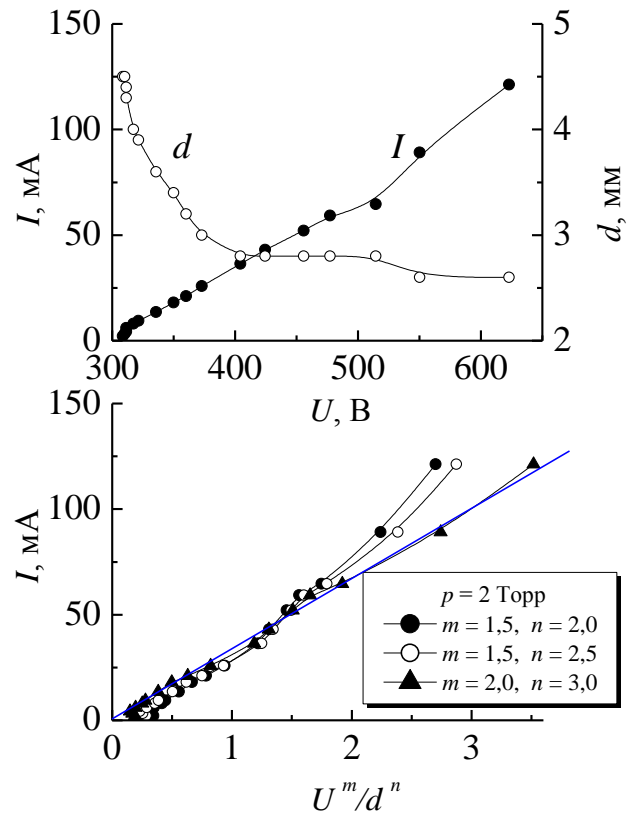 150
100
50
0
I, мА
5
4
3
2
d, мм
d
I
300
400
500
600
U, В
150
100
50
0
I, мА
p = 2 Торр
m = 1,5, n = 2,0
m = 1,5, n = 2,5
m = 2,0, n = 3,0
0
1
2
3
U m/d n